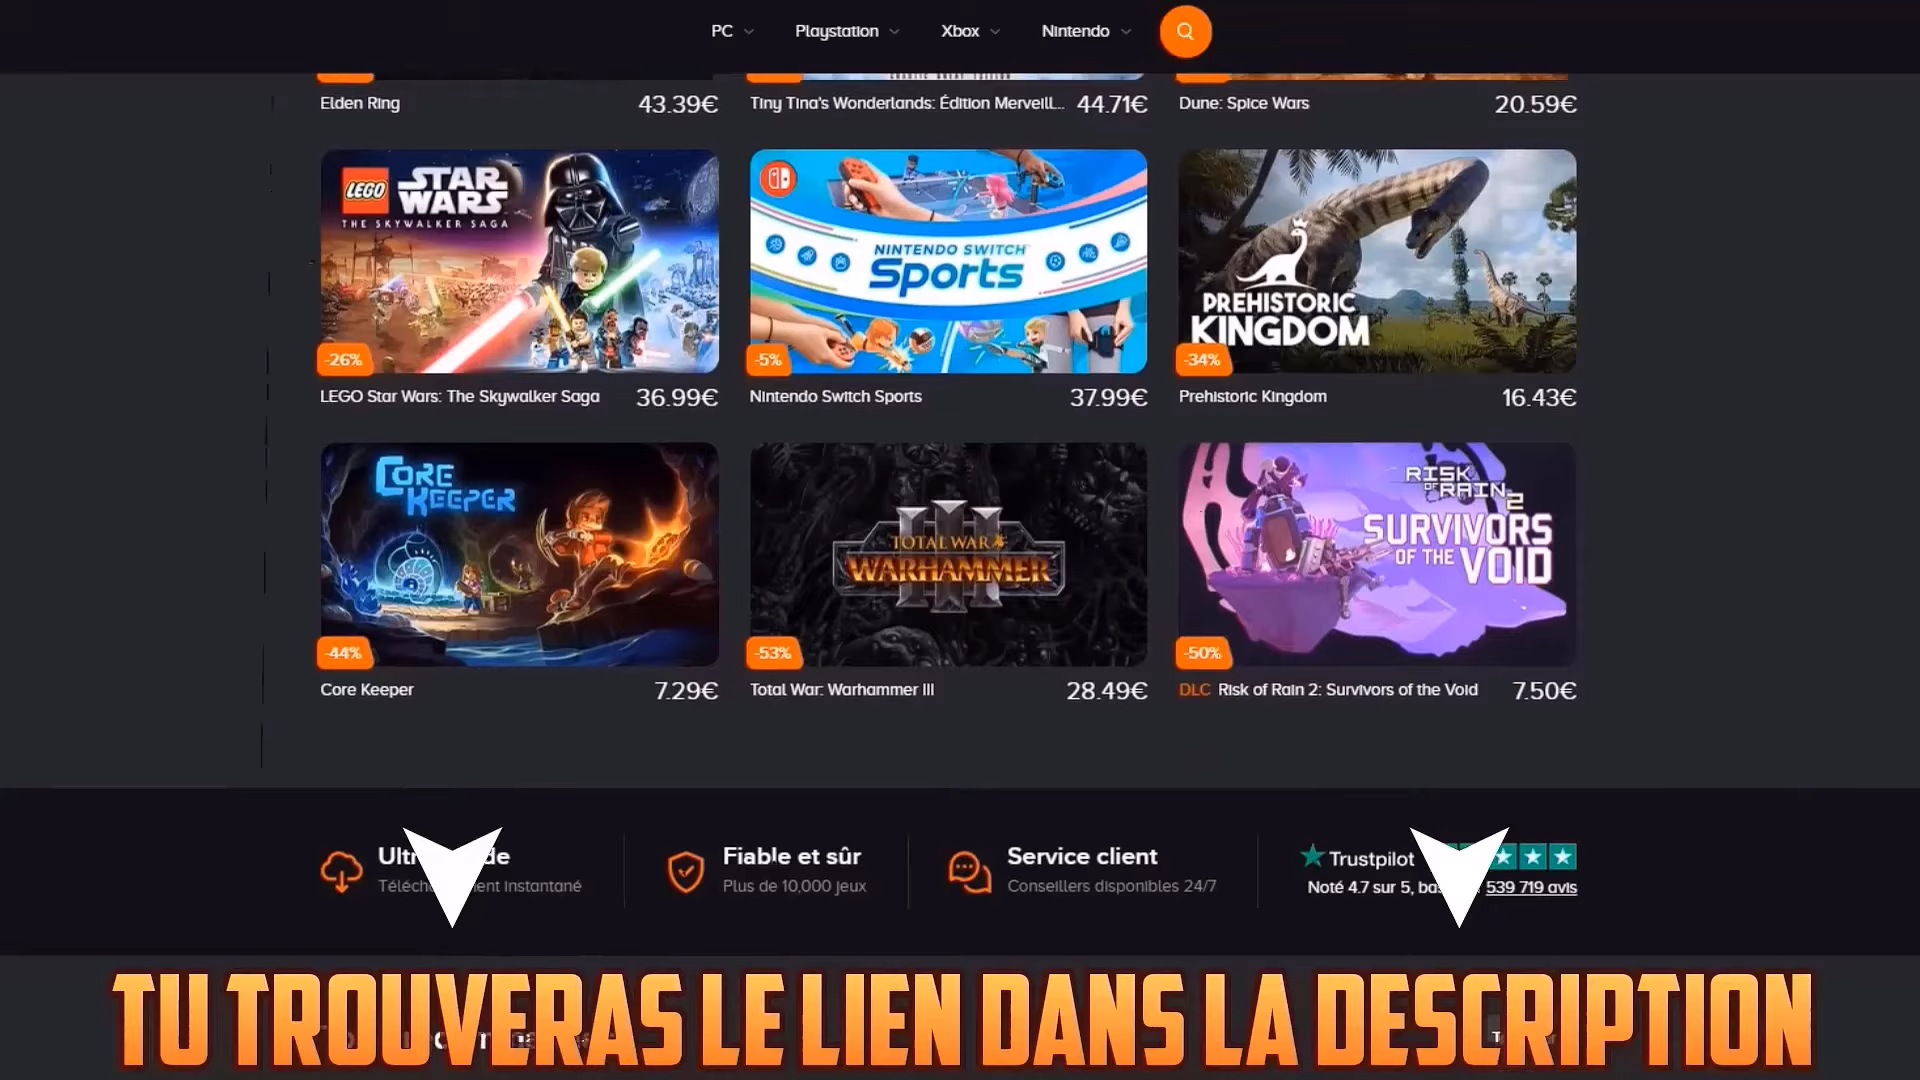 PC Playstation Xbox Nintendo
Elden Ring 43.39€ Tiny Tina's Wonderlands: Édition Merveill... 44.71€ Dune: Spice Wars 20.59€
LEGO STAR WARS THE SKYWALKER SAGA
NINTENDO SWITCH Sports
PREHISTORIC KINGDOM
-26% -5% -34%
LEGO Star Wars: The Skywalker Saga 36.99€ Nintendo Switch Sports 37.99€ Prehistoric Kingdom 16.43€
CORE KEEPER
TOTAL WAR WARHAMMER III
RISK OF RAIN 2 SURVIVORS OF THE VOID
-44% -53% -50%
Core Keeper 7.29€ Total War: Warhammer III 28.49€ DLC Risk of Rain 2: Survivors of the Void 7.50€
Fiable et sûr Service client Trustpilot
instantané Plus de 10,000 jeux Conseillers disponibles 24/7 Noté 4.7 sur 5, 539 719 avis
TU TROUVERAS LE LIEN DANS LA DESCRIPTION